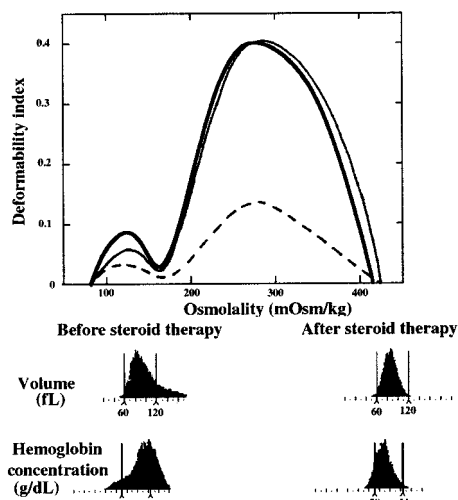 0.4
0.3
Deformability index
0.2
0.1
0
100 200 300 400
Osmolality (mOsm/kg)
Before steroid therapy After steroid therapy
Volume
(fL)
60 120 60 120
Hemoglobin
concentration
(g/dL)